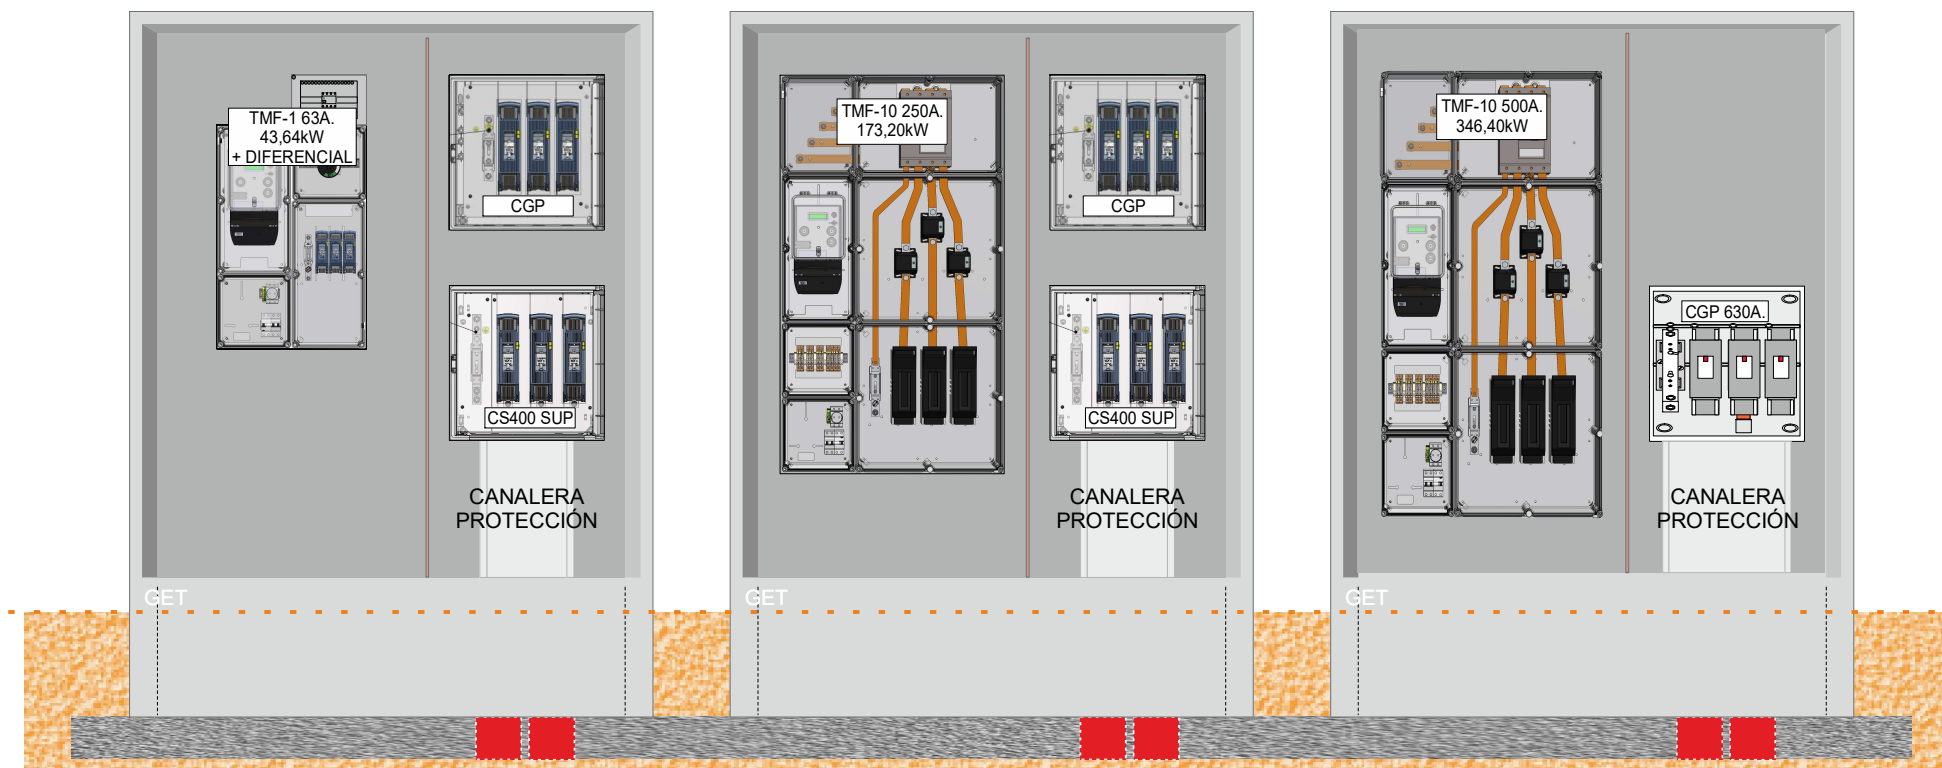 TMF-1 63A.
43,64kW
+ DIFERENCIAL
CGP
CS400 SUP
CANALERA
PROTECCIÓN
GET
TMF-10 250A.
173,20kW
CGP
CS400 SUP
CANALERA
PROTECCIÓN
GET
TMF-10 500A.
346,40kW
CGP 630A.
CANALERA
PROTECCIÓN
GET